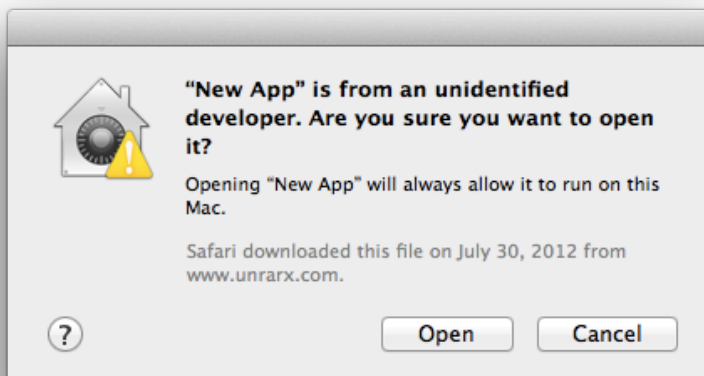 “New App” is from an unidentified
developer. Are you sure you want to open
it?
Opening “New App” will always allow it to run on this
Mac.
Safari downloaded this file on July 30, 2012 from
www.unrarx.com.
?
Open
Cancel